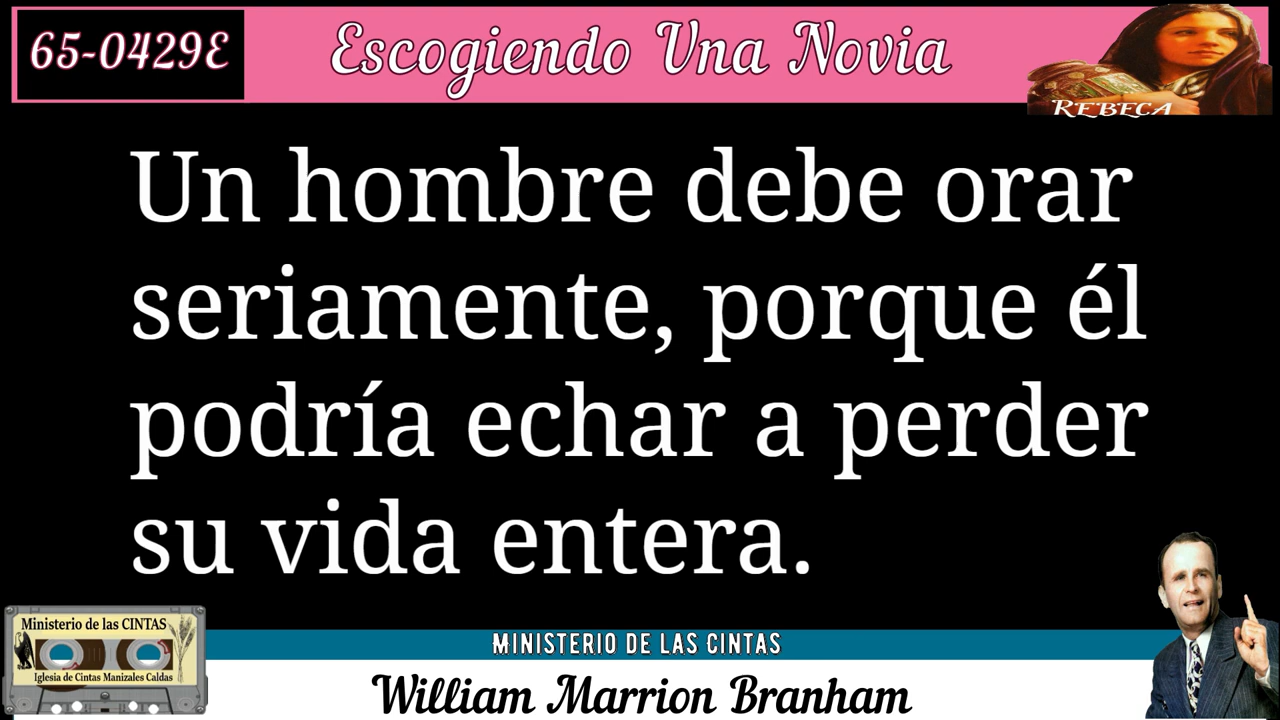 65-0429E
Escogiendo Una Novia
REBECA
Un hombre debe orar
seriamente, porque él
podría echar a perder
su vida entera.
Ministerio de las CINTAS
Iglesia de Cintas Manizales Caldas
MINISTERIO DE LAS CINTAS
William Marrion Branham